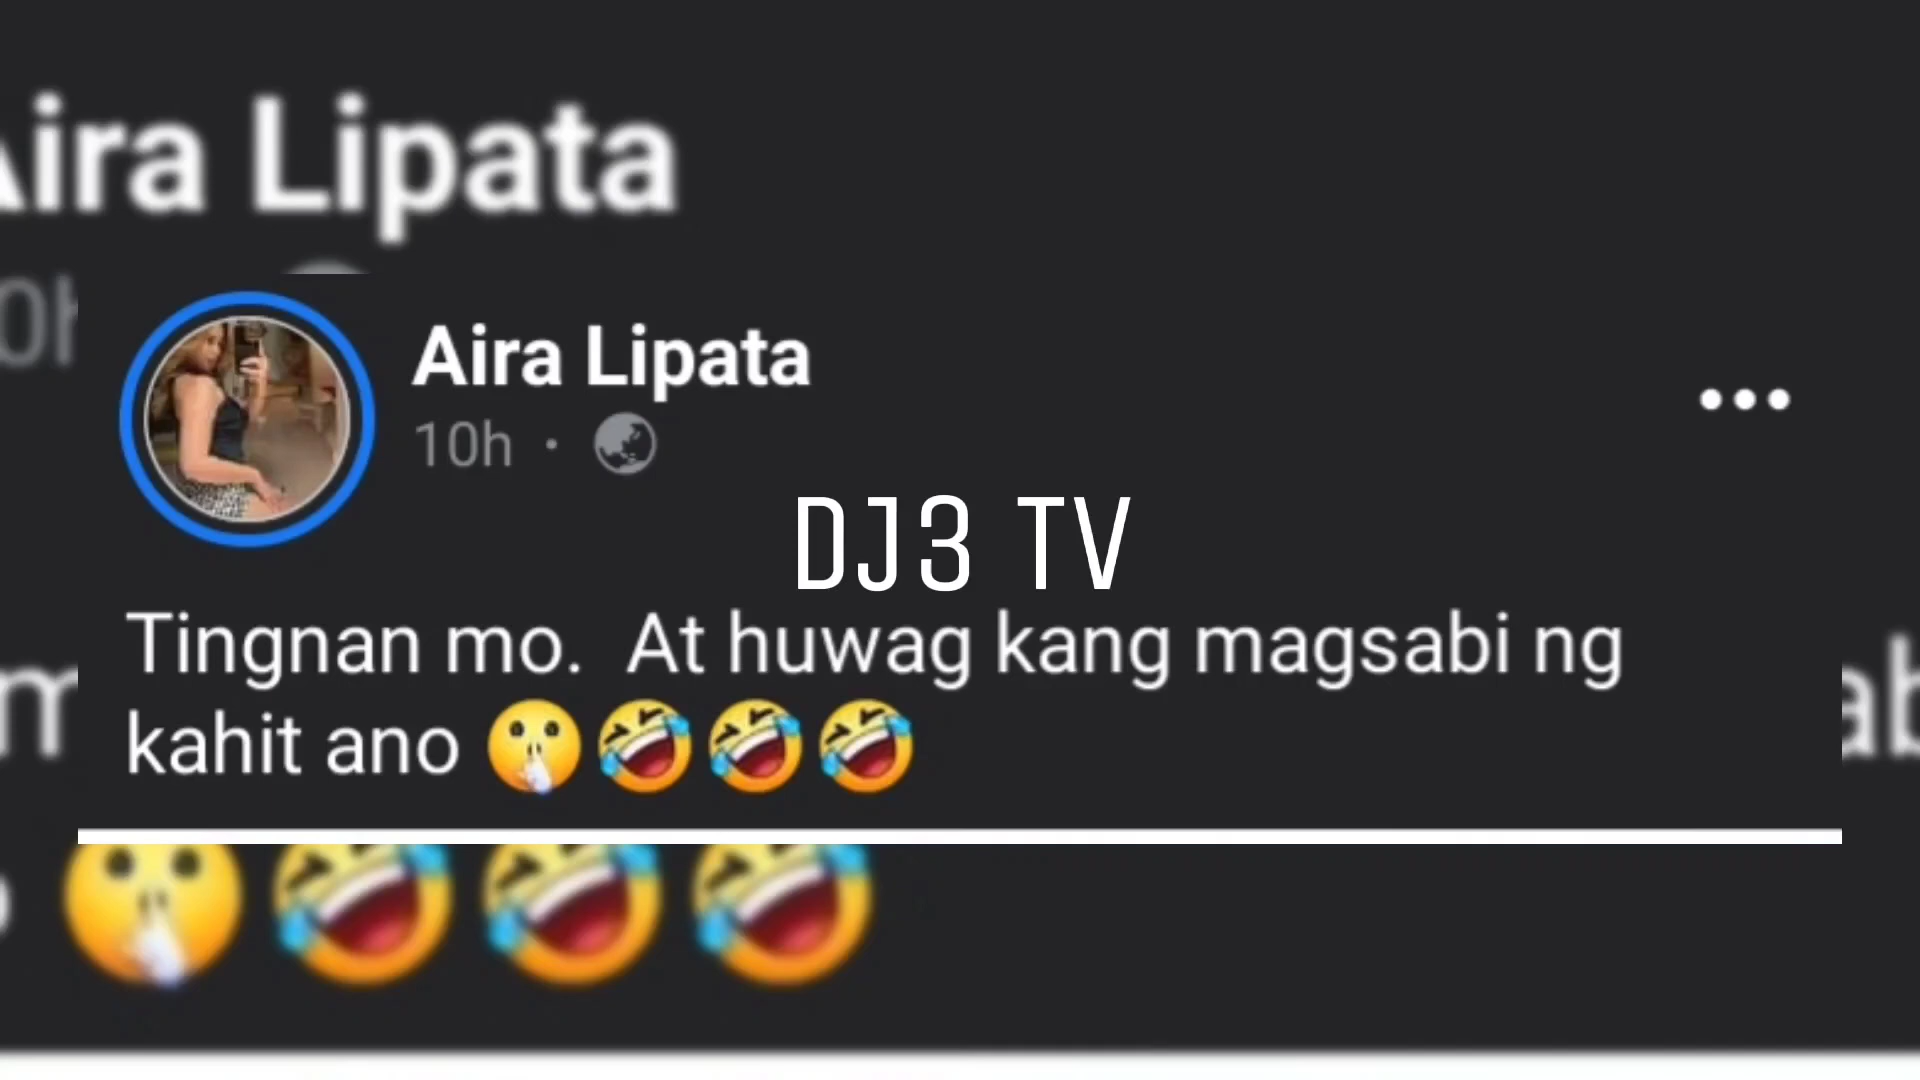 Aira Lipata
Aira Lipata
10h ·
DJ3 TV
Tingnan mo. At huwag kang magsabi ng
kahit ano 🤫🤣🤣🤣